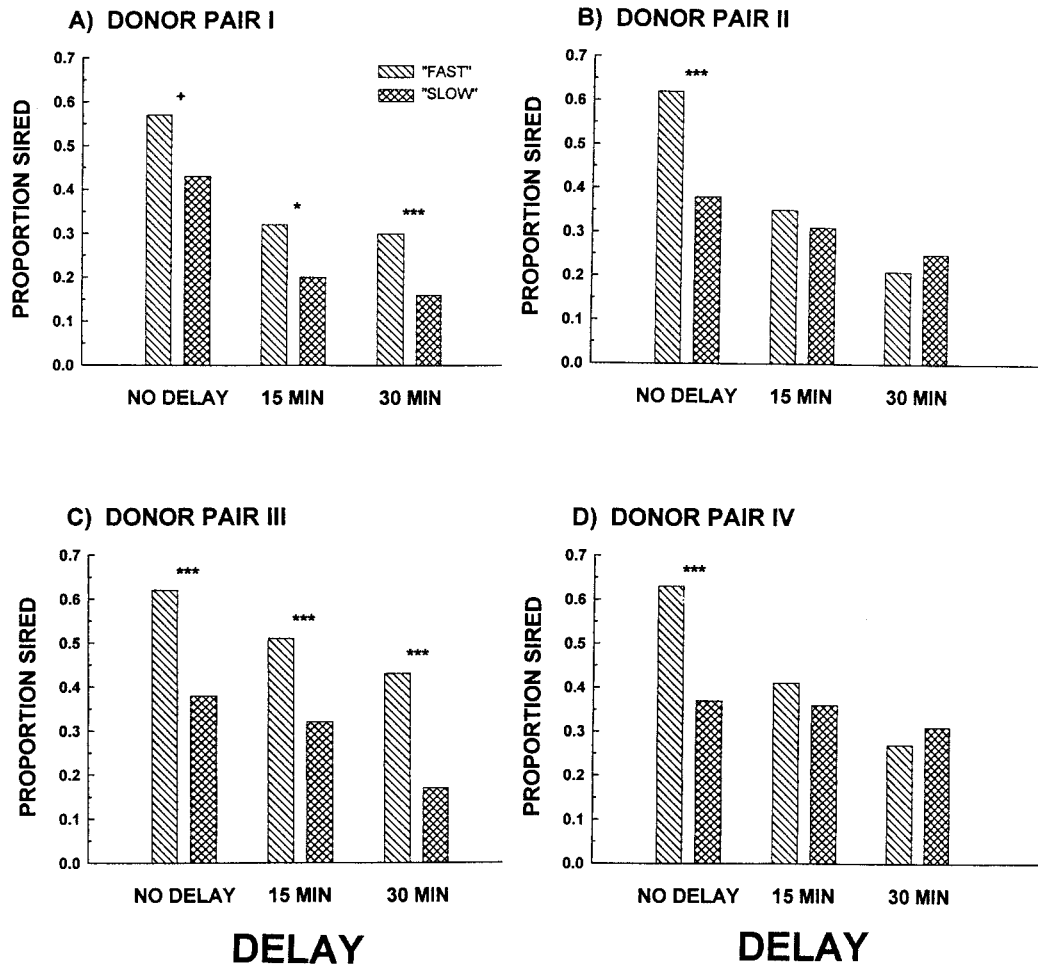 A) DONOR PAIR I
PROPORTION SIRED
0.7
0.6
0.5
0.4
0.3
0.2
0.1
0.0
"FAST"
"SLOW"
+
*
***
NO DELAY 15 MIN 30 MIN
B) DONOR PAIR II
PROPORTION SIRED
0.7
0.6
0.5
0.4
0.3
0.2
0.1
0.0
***
NO DELAY 15 MIN 30 MIN
C) DONOR PAIR III
PROPORTION SIRED
0.7
0.6
0.5
0.4
0.3
0.2
0.1
0.0
***
***
***
NO DELAY 15 MIN 30 MIN
DELAY
D) DONOR PAIR IV
PROPORTION SIRED
0.7
0.6
0.5
0.4
0.3
0.2
0.1
0.0
***
NO DELAY 15 MIN 30 MIN
DELAY